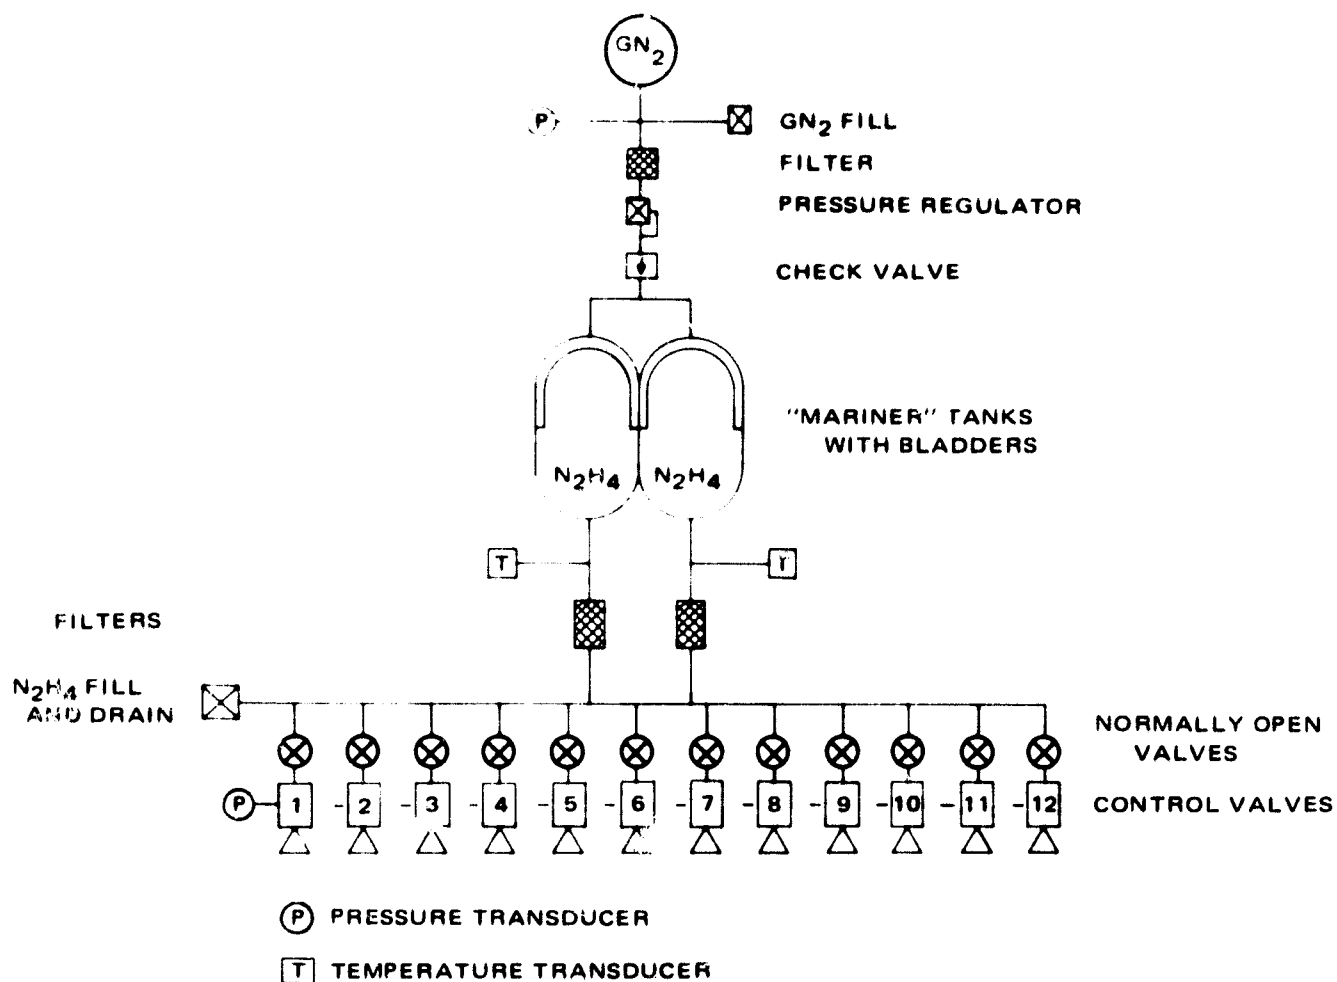 GN2
P
GN2 FILL
FILTER
PRESSURE REGULATOR
CHECK VALVE
"MARINER" TANKS
WITH BLADDERS
N2H4 N2H4
T T
FILTERS
N2H4 FILL
AND DRAIN
NORMALLY OPEN
VALVES
P 1 -2 -3 -4 -5 -6 -7 -8 -9 -10 -11 -12 CONTROL VALVES
P PRESSURE TRANSDUCER
T TEMPERATURE TRANSDUCER